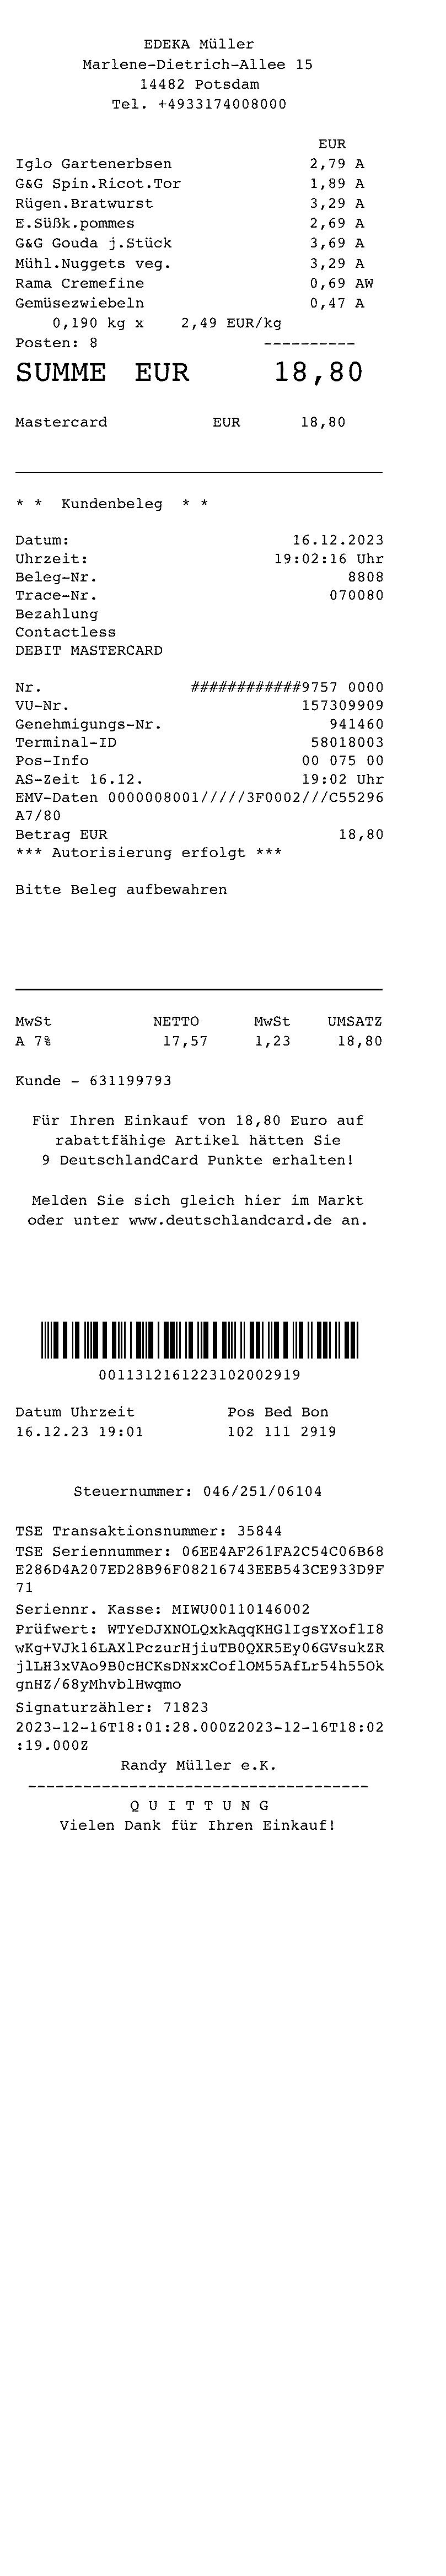 EDEKA Müller
Marlene-Dietrich-Allee 15
14482 Potsdam
Tel. +4933174008000
EUR
Iglo Gartenerbsen 2,79 A
G&G Spin.Ricot.Tor 1,89 A
Rügen.Bratwurst 3,29 A
E.Süßk.pommes 2,69 A
G&G Gouda j.Stück 3,69 A
Mühl.Nuggets veg. 3,29 A
Rama Cremefine 0,69 AW
Gemüsezwiebeln 0,47 A
0,190 kg x 2,49 EUR/kg
Posten: 8 ----------
SUMME EUR 18,80
Mastercard EUR 18,80
* * Kundenbeleg * *
Datum: 16.12.2023
Uhrzeit: 19:02:16 Uhr
Beleg-Nr. 8808
Trace-Nr. 070080
Bezahlung
Contactless
DEBIT MASTERCARD
Nr. ############9757 0000
VU-Nr. 157309909
Genehmigungs-Nr. 941460
Terminal-ID 58018003
Pos-Info 00 075 00
AS-Zeit 16.12. 19:02 Uhr
EMV-Daten 0000008001/////3F0002///C55296
A7/80
Betrag EUR 18,80
*** Autorisierung erfolgt ***
Bitte Beleg aufbewahren
MwSt NETTO MwSt UMSATZ
A 7% 17,57 1,23 18,80
Kunde - 631199793
Für Ihren Einkauf von 18,80 Euro auf
rabattfähige Artikel hätten Sie
9 DeutschlandCard Punkte erhalten!
Melden Sie sich gleich hier im Markt
oder unter www.deutschlandcard.de an.
0011312161223102002919
Datum Uhrzeit Pos Bed Bon
16.12.23 19:01 102 111 2919
Steuernummer: 046/251/06104
TSE Transaktionsnummer: 35844
TSE Seriennummer: 06EE4AF261FA2C54C06B68
E286D4A207ED28B96F08216743EEB543CE933D9F
71
Seriennr. Kasse: MIWU00110146002
Prüfwert: WTYeDJXNOLQxkAqqKHG1IgsYXoflI8
wKg+VJkl6LAXlPczurHjiuTB0QXR5Ey06GVsukZR
jlLH3xVAo9B0cHCKsDNxxCoflOM55AfLr54h55Ok
gnHZ/68yMhvblHwqmo
Signaturzähler: 71823
2023-12-16T18:01:28.000Z2023-12-16T18:02
:19.000Z
Randy Müller e.K.
-------------------------------------
Q U I T T U N G
Vielen Dank für Ihren Einkauf!